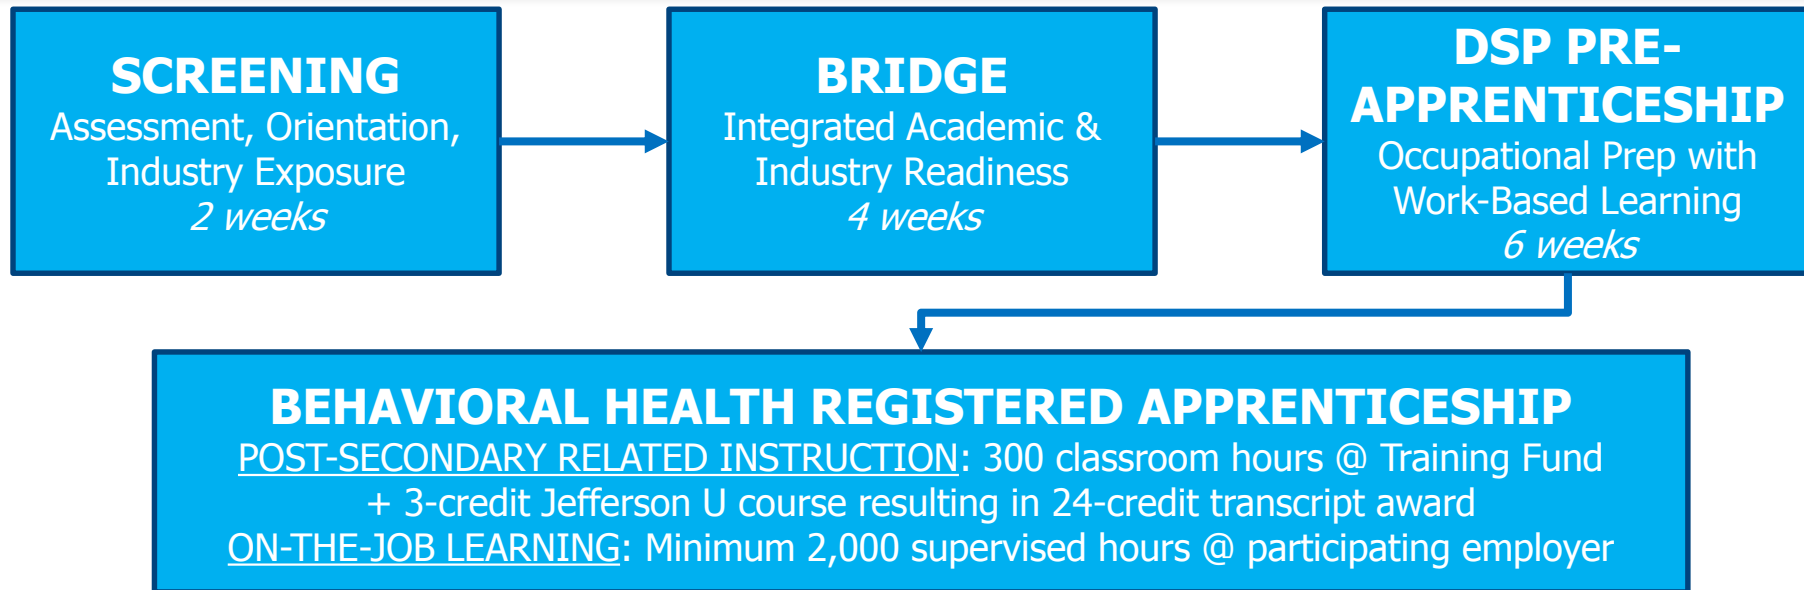 SCREENING
Assessment, Orientation,
Industry Exposure
2 weeks
BRIDGE
Integrated Academic &
Industry Readiness
4 weeks
DSP PRE-
APPRENTICESHIP
Occupational Prep with
Work-Based Learning
6 weeks
BEHAVIORAL HEALTH REGISTERED APPRENTICESHIP
POST-SECONDARY RELATED INSTRUCTION: 300 classroom hours @ Training Fund
+ 3-credit Jefferson U course resulting in 24-credit transcript award
ON-THE-JOB LEARNING: Minimum 2,000 supervised hours @ participating employer